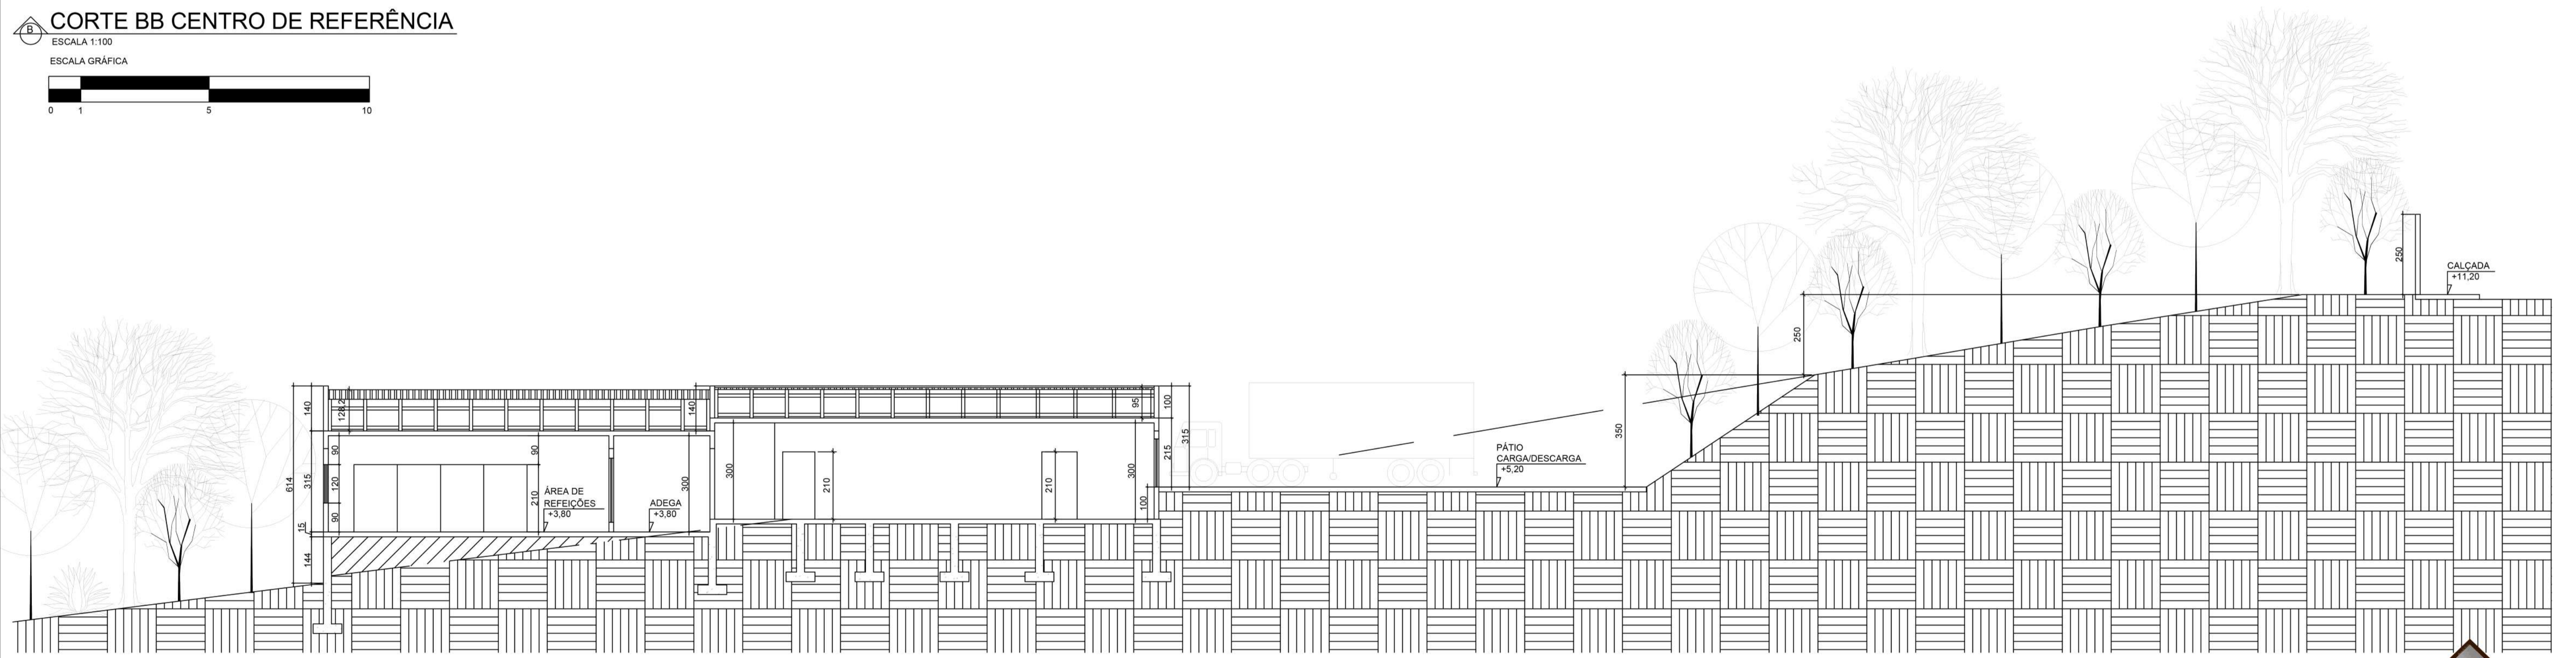 CORTE BB CENTRO DE REFERÊNCIA
B
ESCALA 1:100
ESCALA GRÁFICA
0 1 5 10
250
CALÇADA
+11,20
250
350
PÁTIO
CARGA/DESCARGA
+5,20
140
128,2
140
95
100
315
215
90
90
614
315
120
210
300
300
210
210
300
100
ÁREA DE
REFEIÇÕES
+3,80
ADEGA
+3,80
90
15
144